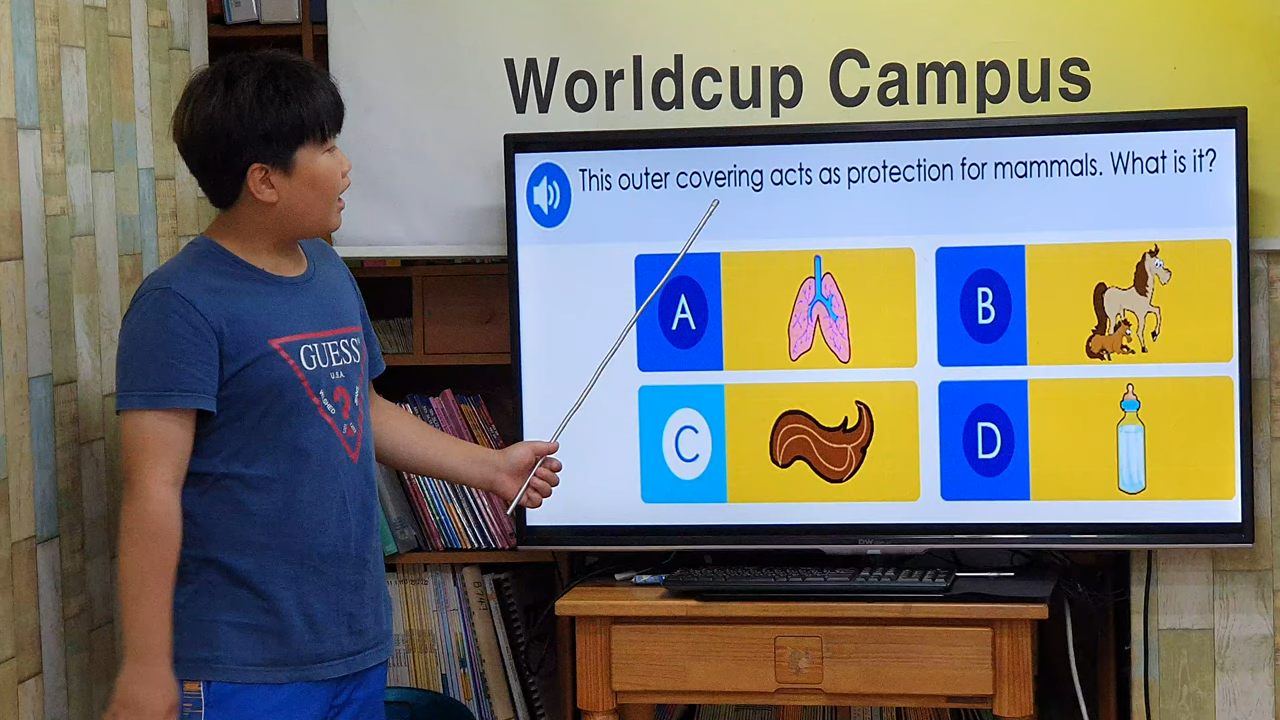 Worldcup Campus
This outer covering acts as protection for mammals. What is it?
A
B
C
D
GUESS
U.S.A.
?